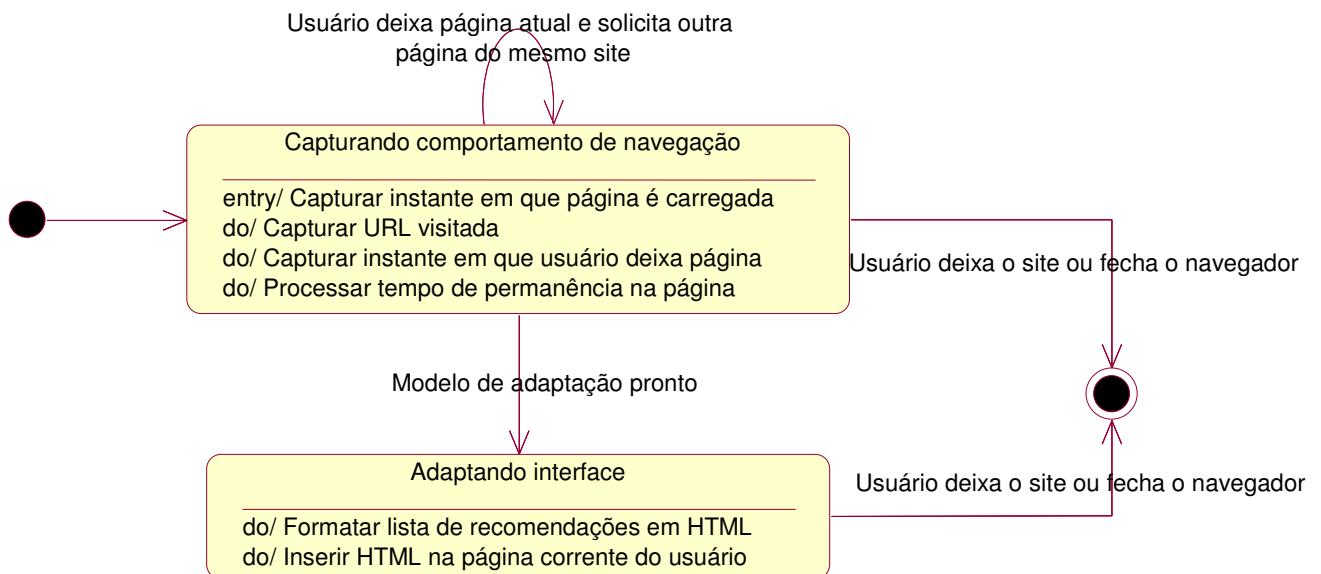 Usuário deixa página atual e solicita outra
página do mesmo site
Capturando comportamento de navegação
entry/ Capturar instante em que página é carregada
do/ Capturar URL visitada
do/ Capturar instante em que usuário deixa página
do/ Processar tempo de permanência na página
Usuário deixa o site ou fecha o navegador
Modelo de adaptação pronto
Adaptando interface
do/ Formatar lista de recomendações em HTML
do/ Inserir HTML na página corrente do usuário
Usuário deixa o site ou fecha o navegador